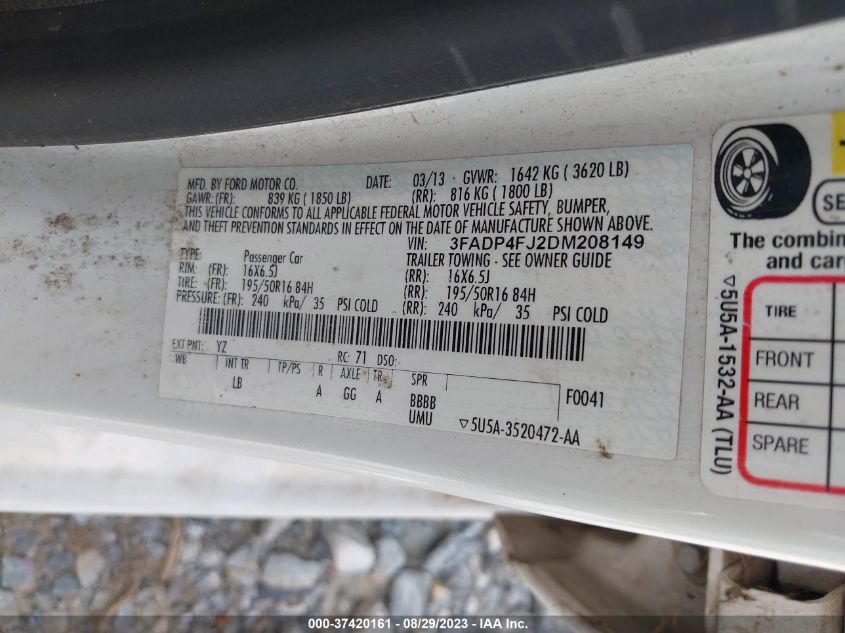 MFD. BY FORD MOTOR CO. DATE: 03/13 GVWR: 1642 KG ( 3620 LB)
GAWR: (FR): 839 KG ( 1850 LB) (RR): 816 KG ( 1800 LB)
THIS VEHICLE CONFORMS TO ALL APPLICABLE FEDERAL MOTOR VEHICLE SAFETY, BUMPER,
AND THEFT PREVENTION STANDARDS IN EFFECT ON THE DATE OF MANUFACTURE SHOWN ABOVE.
VIN: 3FADP4FJ2DM208149
TYPE: Passenger Car TRAILER TOWING - SEE OWNER GUIDE
RIM: (FR): 16X6.5J (RR): 16X6.5J
TIRE: (FR): 195/50R16 84H (RR): 195/50R16 84H
PRESSURE: (FR): 240 kPa/ 35 PSI COLD (RR): 240 kPa/ 35 PSI COLD
EXT PNT: YZ RC: 71 DSO:
WB INT TR TP/PS R AXLE TR SPR
LB A GG A BBBB
UMU
F0041
▽5U5A-3520472-AA
SE
The combin
and car
▽5U5A-1532-AA (TLU)
TIRE
FRONT
REAR
SPARE
000-37420161 - 08/29/2023 - IAAI, Inc.